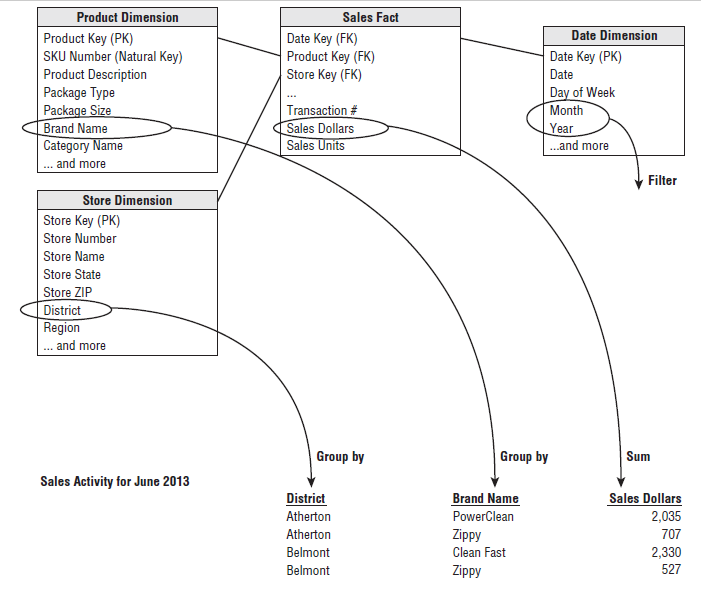 Product Dimension
Product Key (PK)
SKU Number (Natural Key)
Product Description
Package Type
Package Size
Brand Name
Category Name
... and more
Sales Fact
Date Key (FK)
Product Key (FK)
Store Key (FK)
...
Transaction #
Sales Dollars
Sales Units
Date Dimension
Date Key (PK)
Date
Day of Week
Month
Year
...and more
Filter
Store Dimension
Store Key (PK)
Store Number
Store Name
Store State
Store ZIP
District
Region
... and more
Group by
Group by
Sum
Sales Activity for June 2013
District Brand Name Sales Dollars
Atherton PowerClean 2,035
Atherton Zippy 707
Belmont Clean Fast 2,330
Belmont Zippy 527